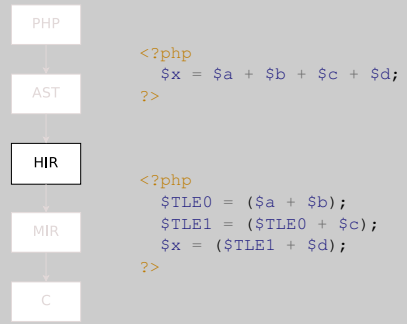 PHP
AST
HIR
MIR
C
<?php
$x = $a + $b + $c + $d;
?>
<?php
$TLE0 = ($a + $b);
$TLE1 = ($TLE0 + $c);
$x = ($TLE1 + $d);
?>